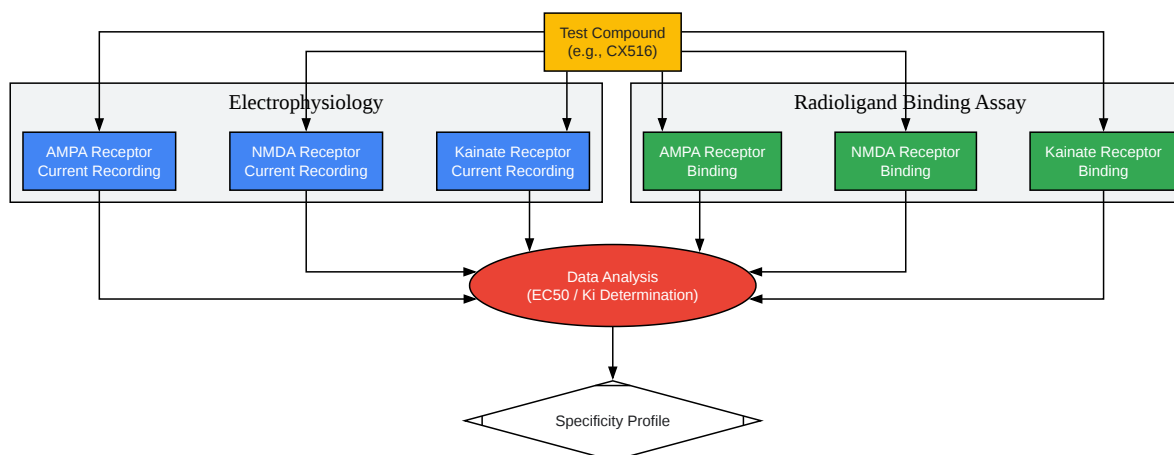 Test Compound
(e.g., CX516)
Electrophysiology
Radioligand Binding Assay
AMPA Receptor
Current Recording
NMDA Receptor
Current Recording
Kainate Receptor
Current Recording
AMPA Receptor
Binding
NMDA Receptor
Binding
Kainate Receptor
Binding
Data Analysis
(EC50 / Ki Determination)
Specificity Profile